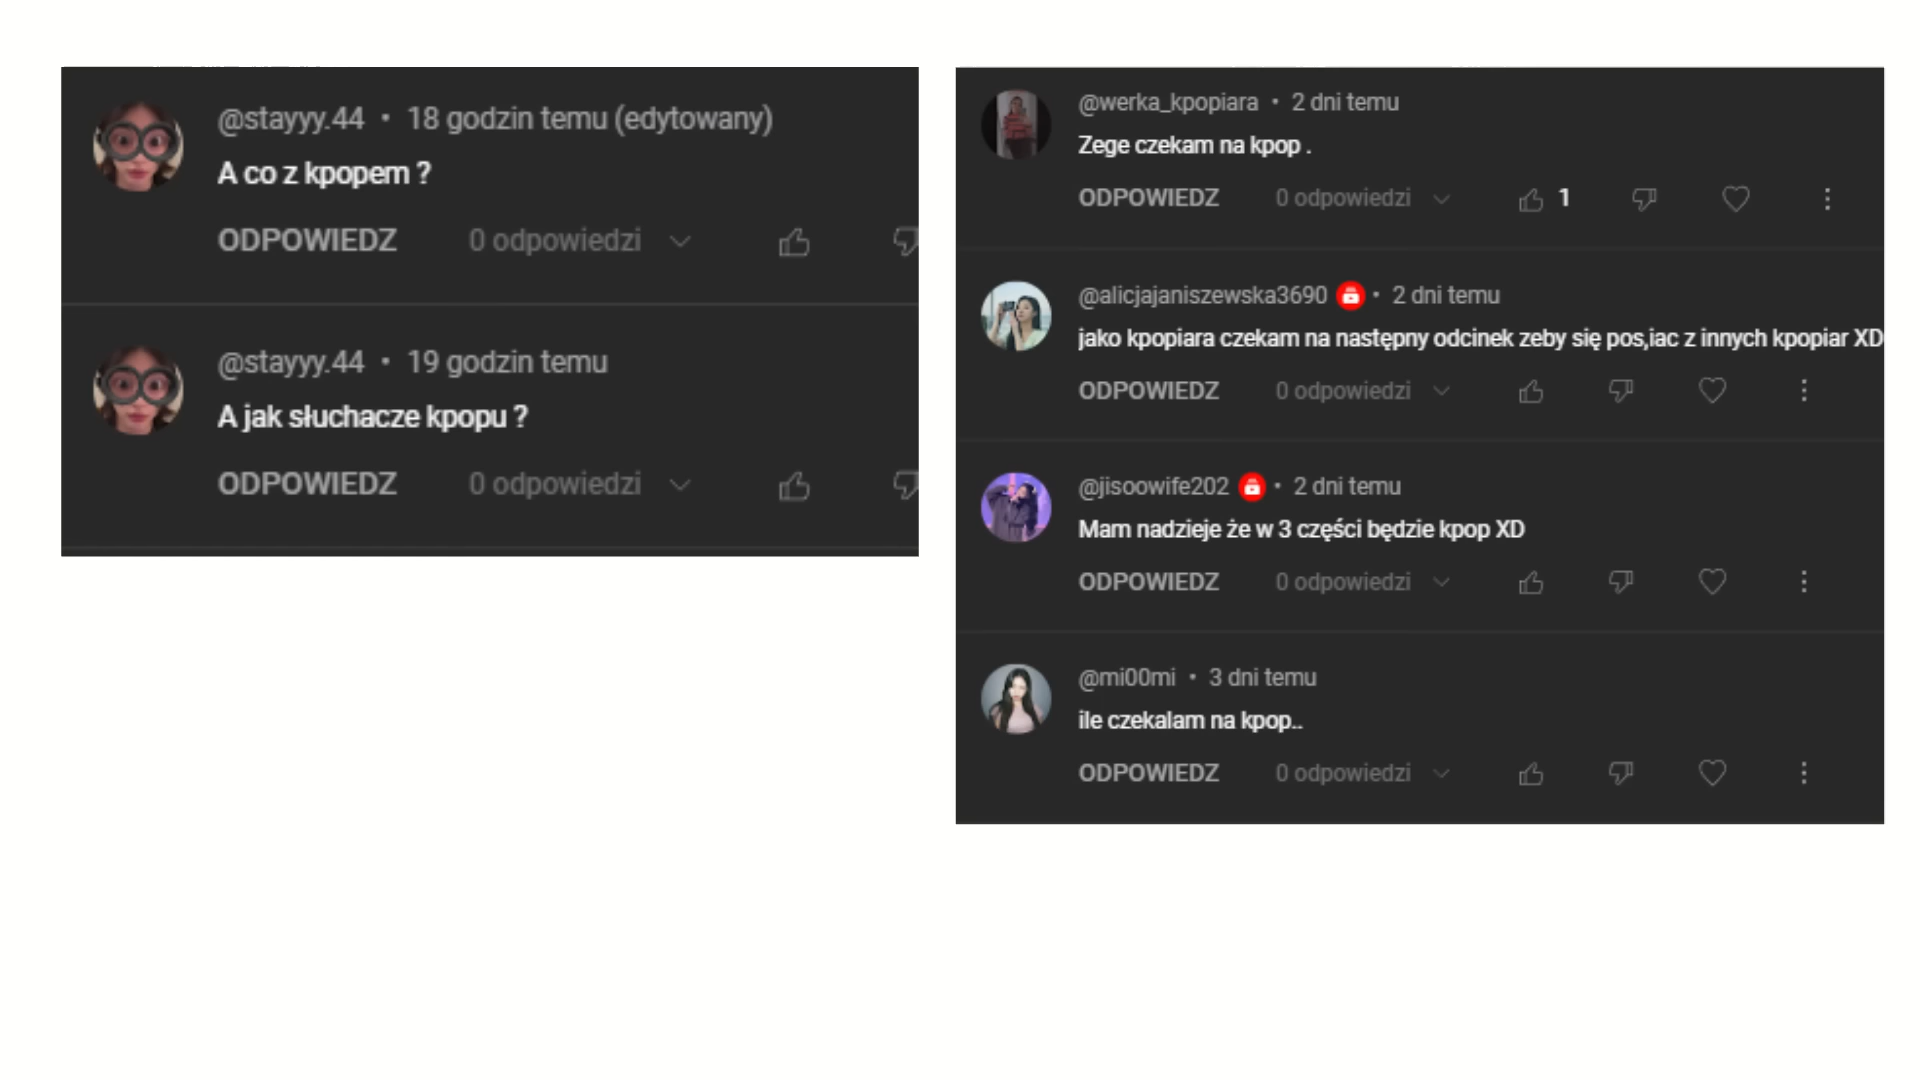 @stayyy.44 • 18 godzin temu (edytowany)
A co z kpopem ?
ODPOWIEDZ 0 odpowiedzi
@stayyy.44 • 19 godzin temu
A jak słuchacze kpopu ?
ODPOWIEDZ 0 odpowiedzi
@werka_kpopiara • 2 dni temu
Zege czekam na kpop .
ODPOWIEDZ 0 odpowiedzi 1
@alicjajaniszewska3690 • 2 dni temu
jako kpopiara czekam na następny odcinek zeby się pos,iac z innych kpopiar XD
ODPOWIEDZ 0 odpowiedzi
@jisoowife202 • 2 dni temu
Mam nadzieje że w 3 części będzie kpop XD
ODPOWIEDZ 0 odpowiedzi
@mi00mi • 3 dni temu
ile czekalam na kpop..
ODPOWIEDZ 0 odpowiedzi